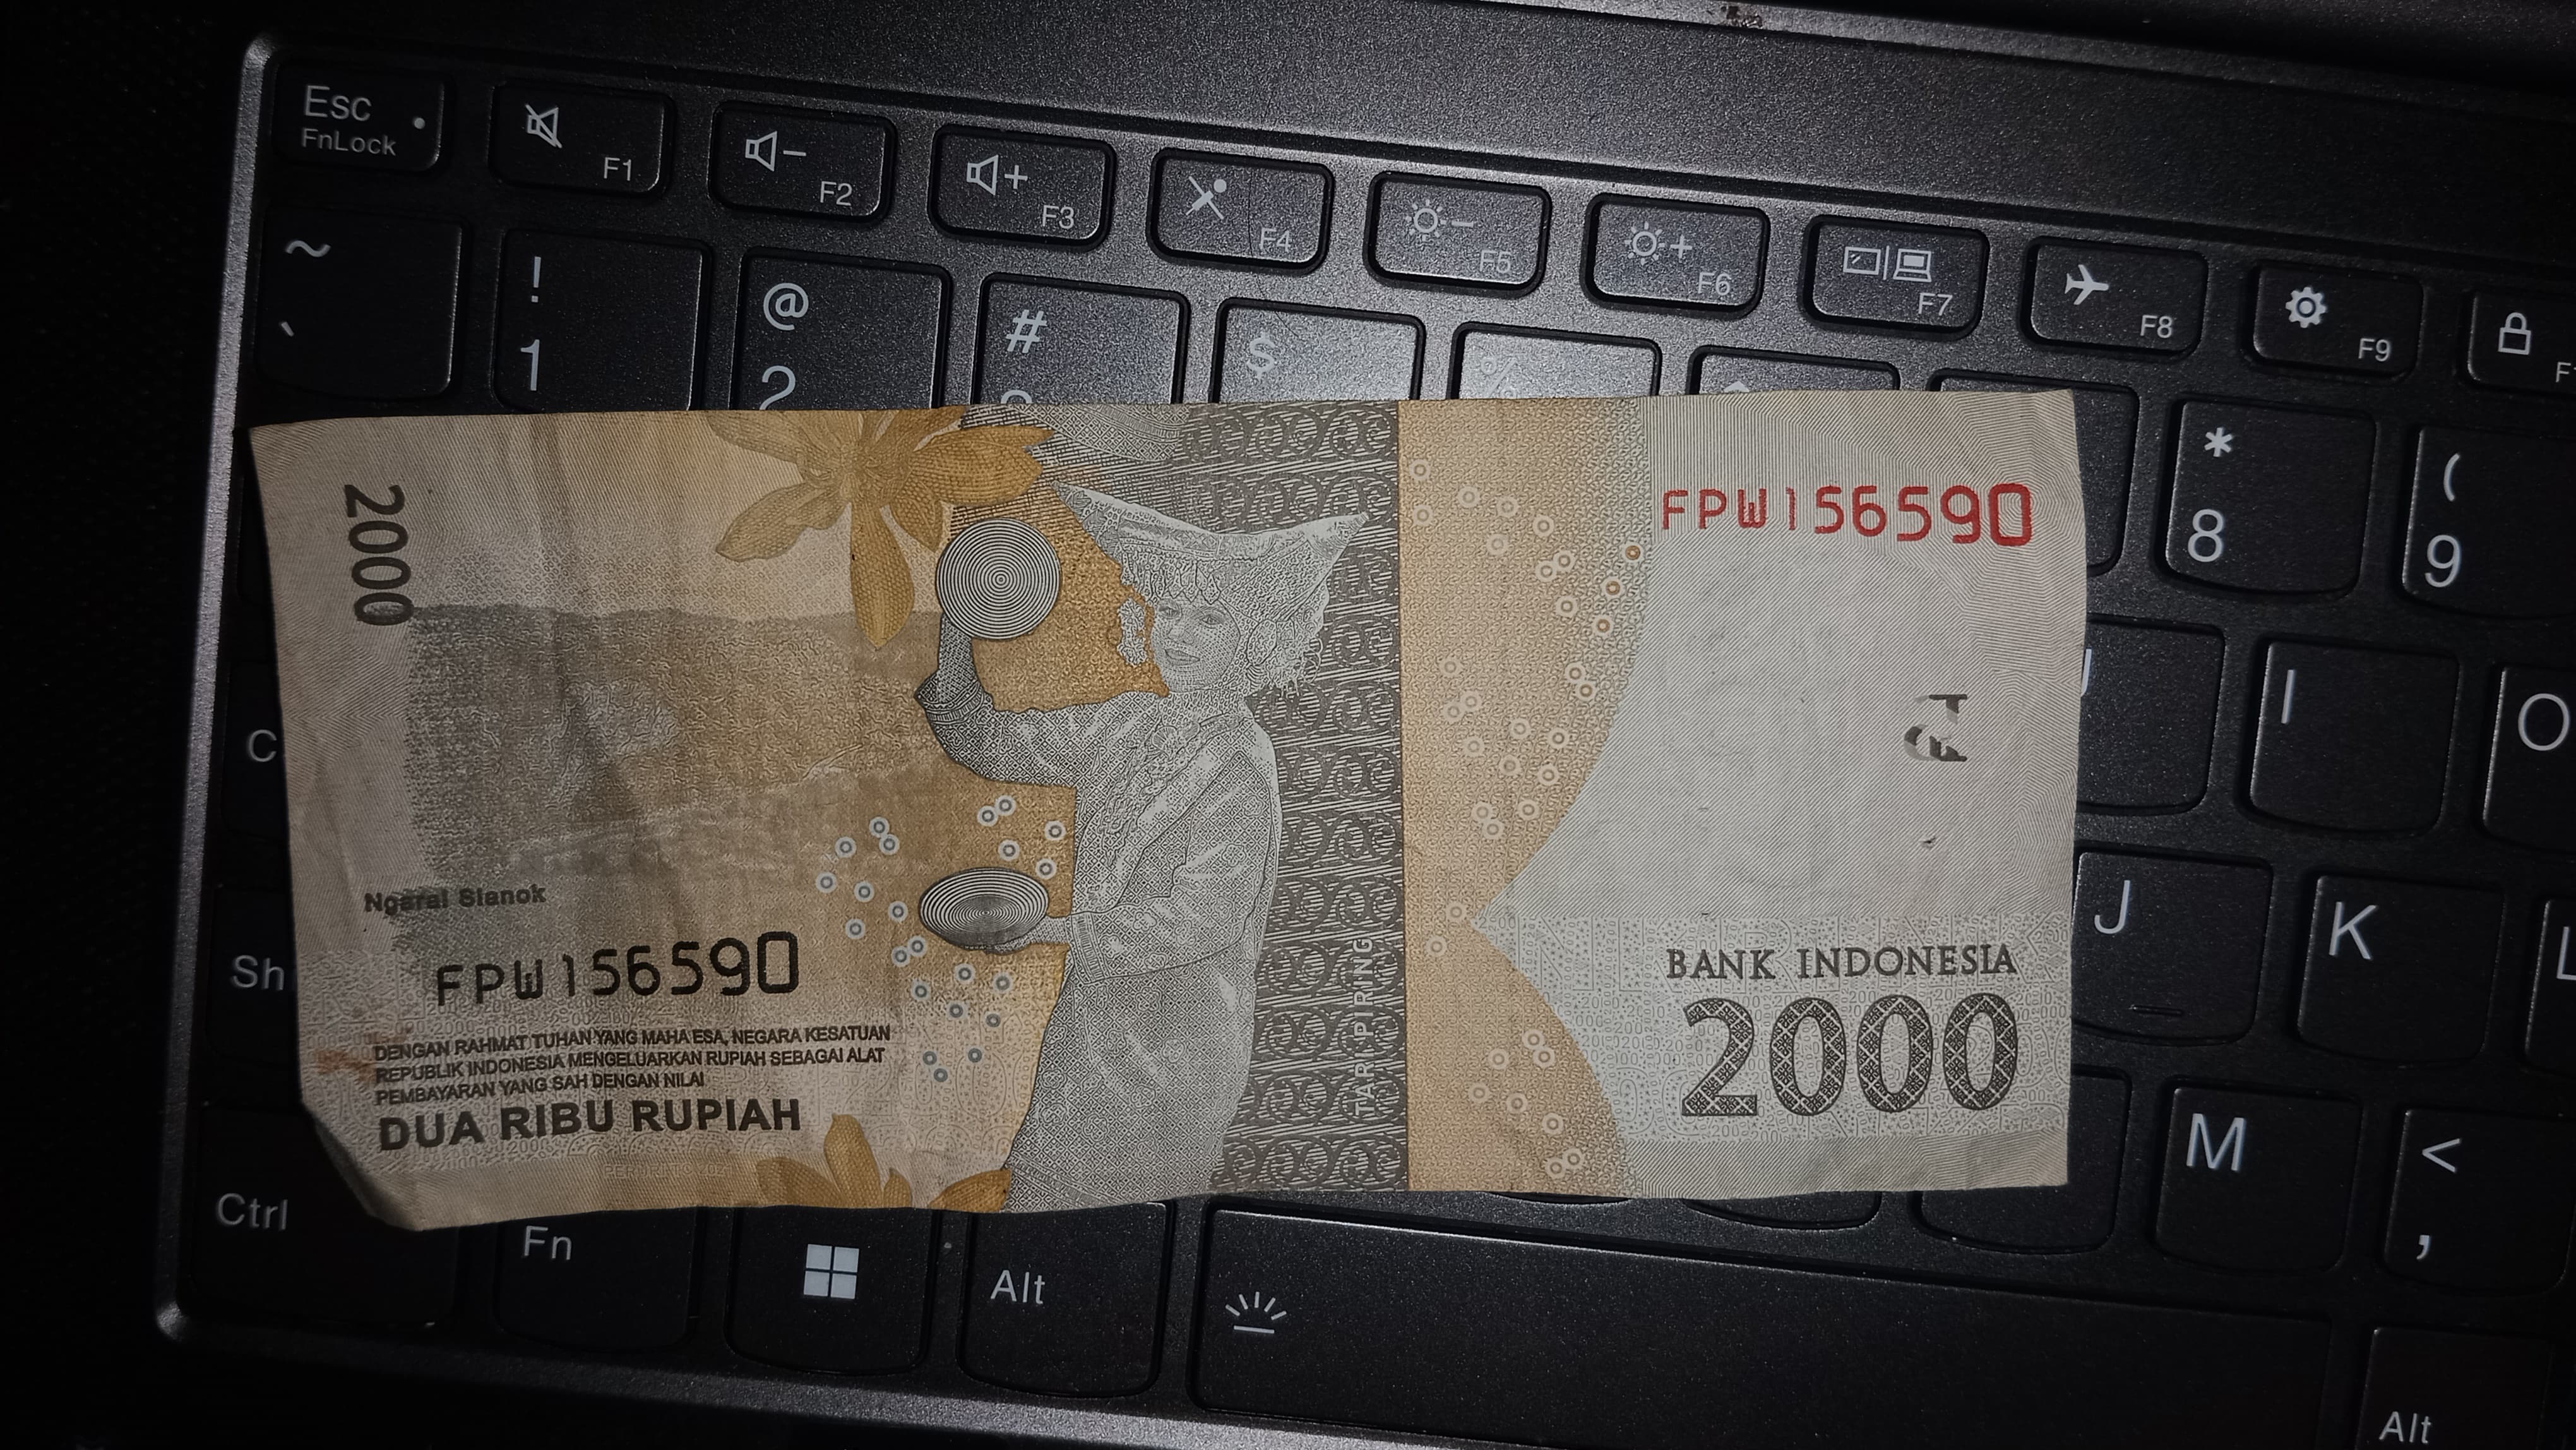 Esc
FnLock
F1
F2
F3
F4
F5
F6
F7
F8
F9
~
`
!
1
@
2
#
$
*
8
(
9
2000
FPW156590
I
O
C
Ngarai Sianok
FPW156590
TARI PIRING
BANK INDONESIA
2000
J
K
L
Sh
DENGAN RAHMAT TUHAN YANG MAHA ESA, NEGARA KESATUAN
REPUBLIK INDONESIA MENGELUARKAN RUPIAH SEBAGAI ALAT
PEMBAYARAN YANG SAH DENGAN NILAI
DUA RIBU RUPIAH
M
<
,
Ctrl
Fn
Alt
Alt